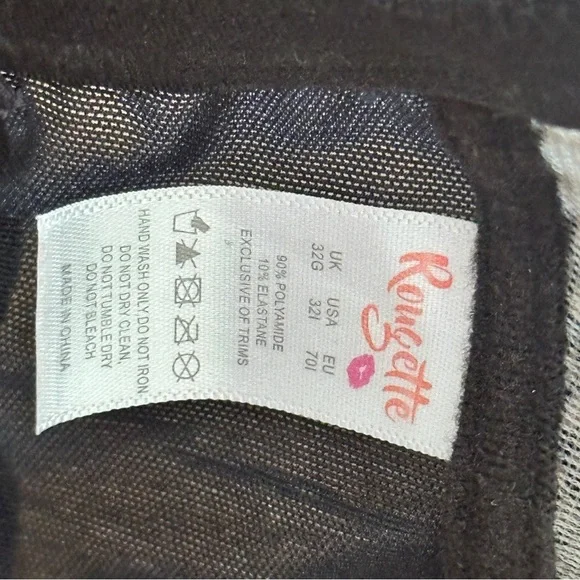 Rougette
UK USA EU
32G 32I 70I
90% POLYAMIDE
10% ELASTANE
EXCLUSIVE OF TRIMS
HAND WASH ONLY,DO NOT IRON
DO NOT DRY CLEAN,
DO NOT TUMBLE DRY
DO NOT BLEACH
MADE IN CHINA